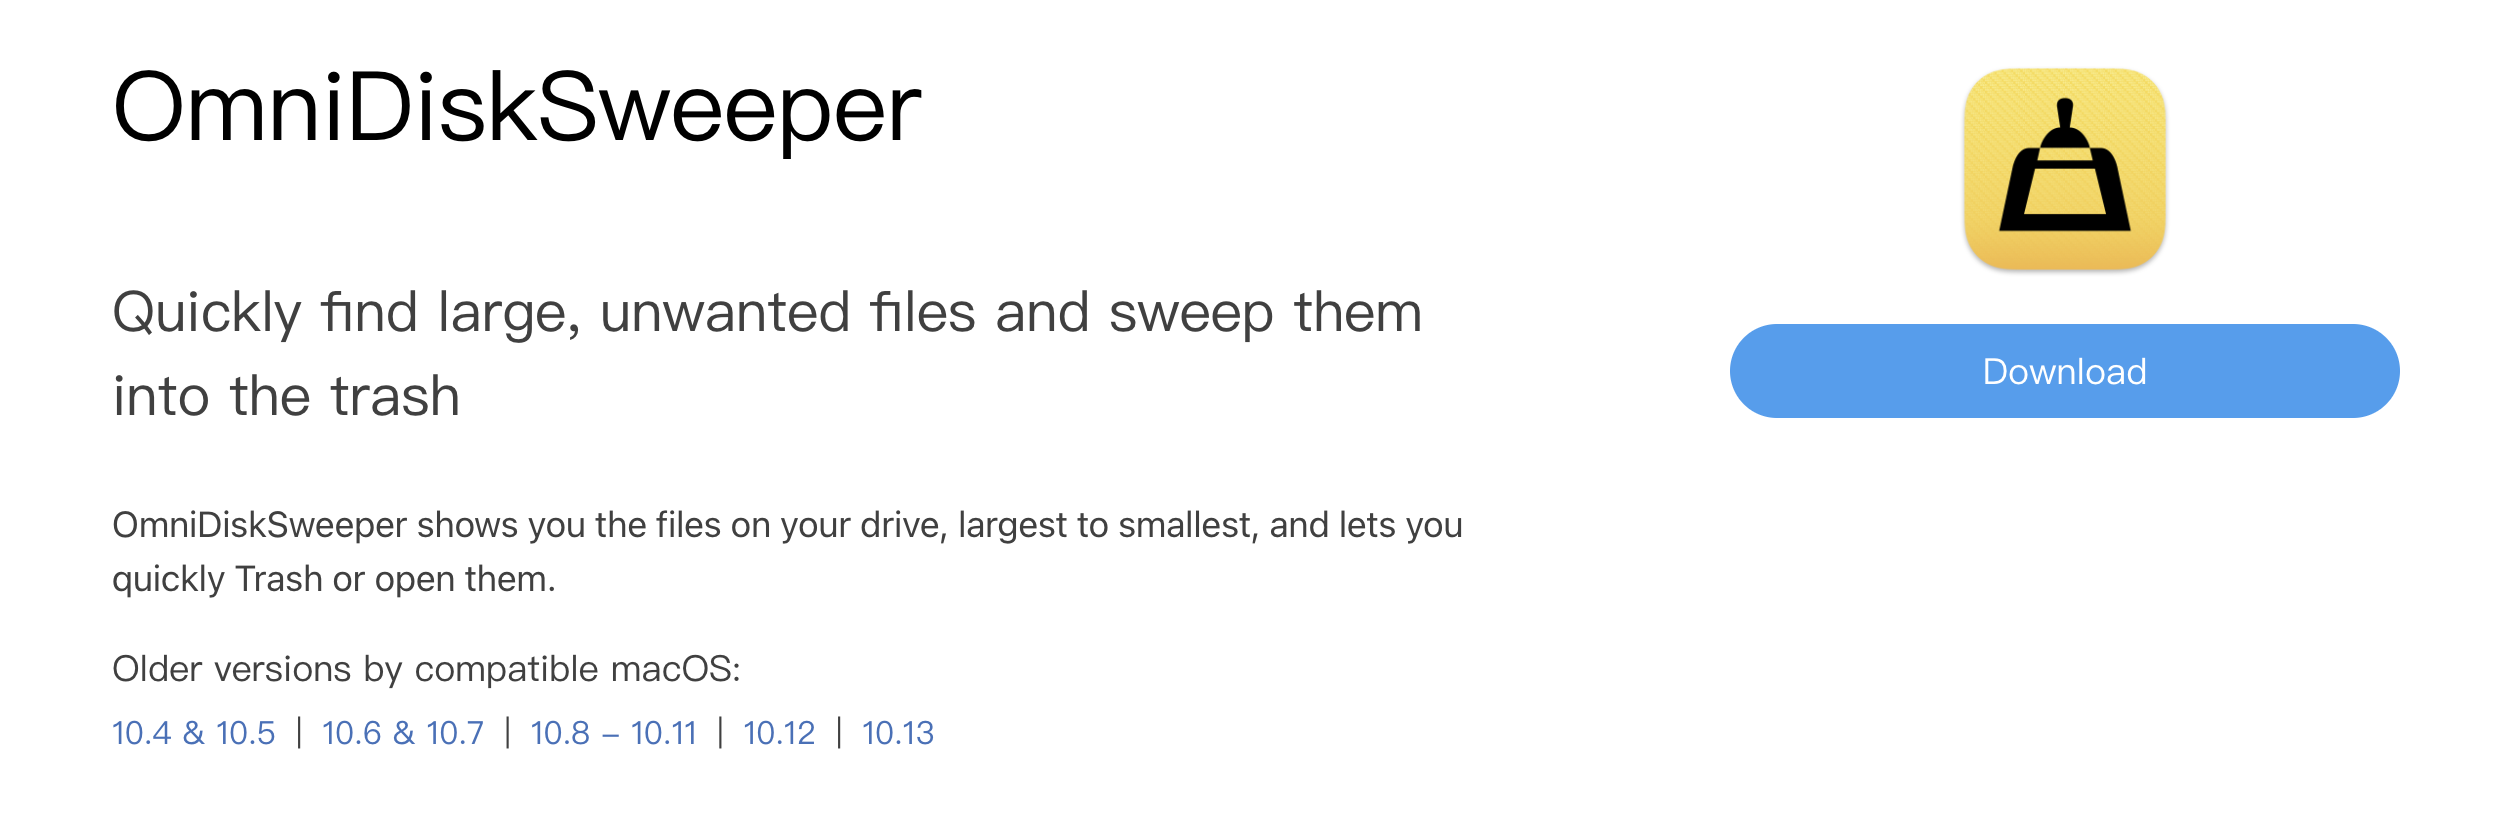 OmniDiskSweeper
Quickly find large, unwanted files and sweep them
into the trash
Download
OmniDiskSweeper shows you the files on your drive, largest to smallest, and lets you
quickly Trash or open them.
Older versions by compatible macOS:
10.4 & 10.5 | 10.6 & 10.7 | 10.8 – 10.11 | 10.12 | 10.13